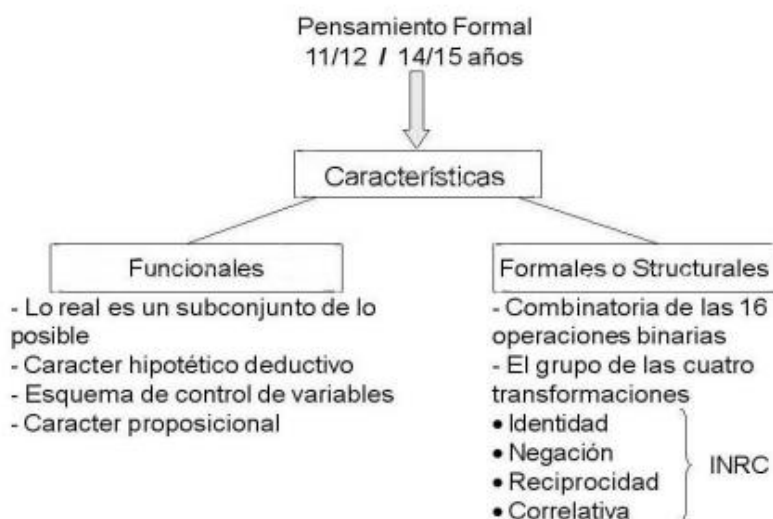 Pensamiento Formal
11/12 / 14/15 años
Características
Funcionales
- Lo real es un subconjunto de lo
posible
- Caracter hipotético deductivo
- Esquema de control de variables
- Caracter proposicional
Formales o Structurales
- Combinatoria de las 16
operaciones binarias
- El grupo de las cuatro
transformaciones
• Identidad
• Negación
• Reciprocidad
• Correlativa
INRC